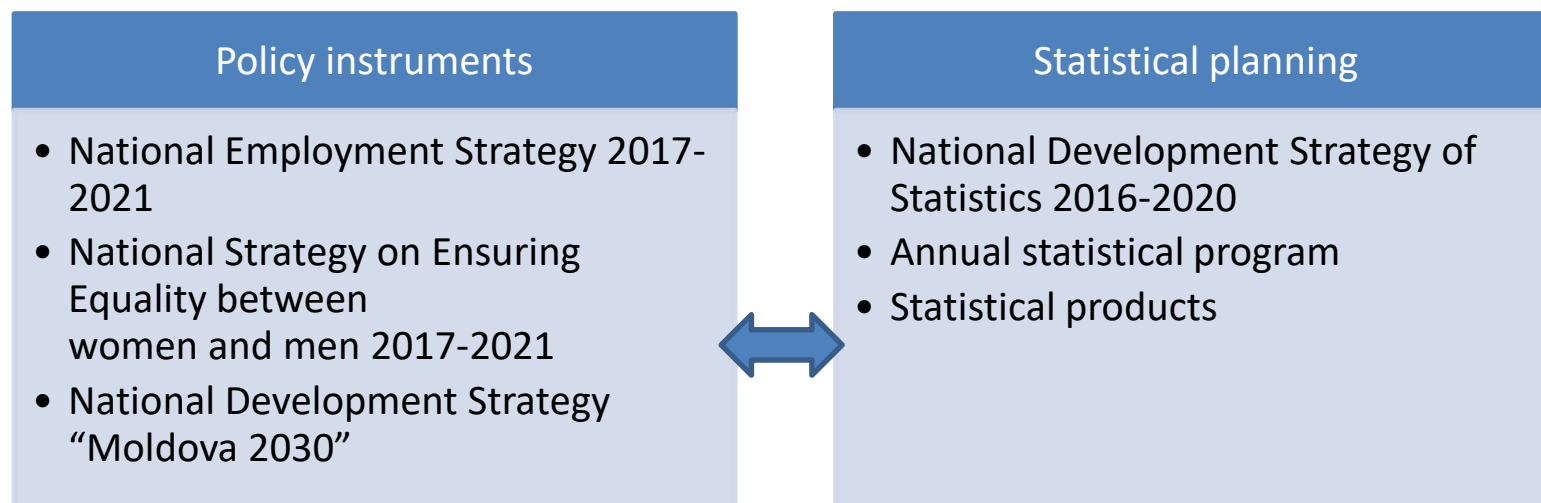 Policy instruments
• National Employment Strategy 2017-
2021
• National Strategy on Ensuring
Equality between
women and men 2017-2021
• National Development Strategy
“Moldova 2030”
Statistical planning
• National Development Strategy of
Statistics 2016-2020
• Annual statistical program
• Statistical products